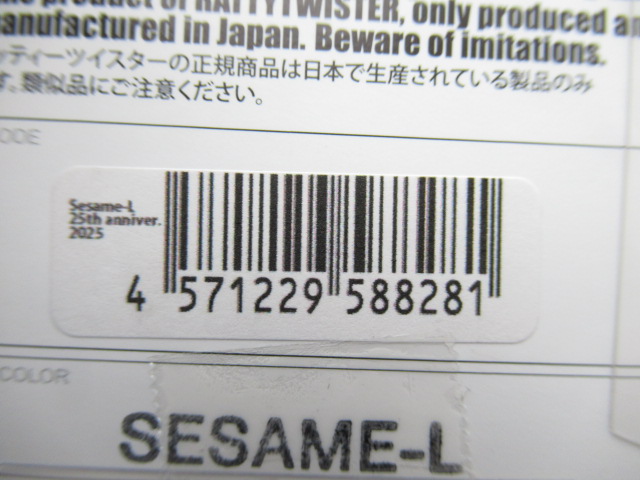 product of RATTYTWISTER, only produced an
anufactured in Japan. Beware of imitations.
ッティーツイスターの正規商品は日本で生産されている製品のみ
す。類似品にご注意ください。
ODE
Sesame-L
25th anniver.
2025
4 571229 588281
COLOR
SESAME-L